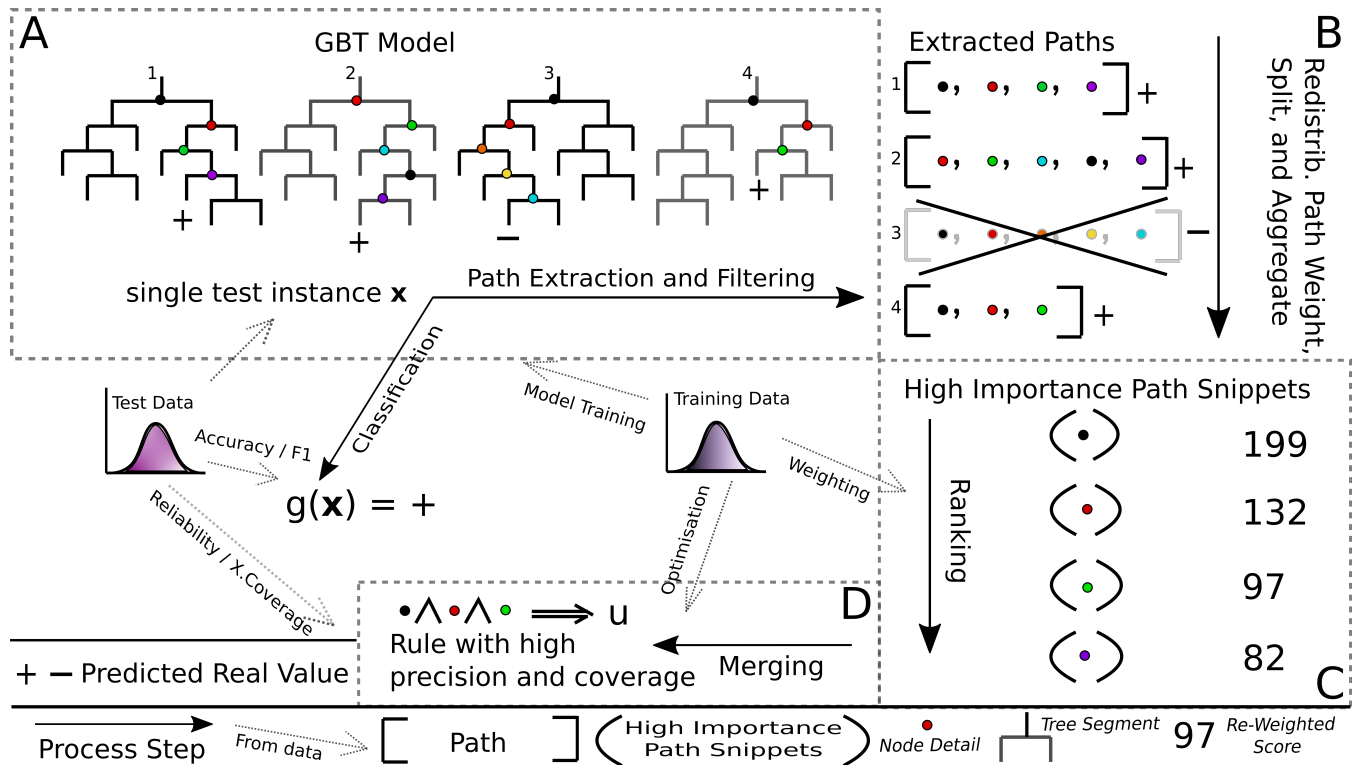 A
GBT Model
1
2
3
4
+
+
−
+
single test instance x
Path Extraction and Filtering
Classification
B
Extracted Paths
1 [ , , , ] +
2 [ , , , , ] +
3 [ , , , , ] −
4 [ , , ] +
Redistrib. Path Weight,
Split, and Aggregate
Test Data
Accuracy / F1
Reliability / X.Coverage
g(x) = +
Model Training
Training Data
Weighting
Optimisation
High Importance Path Snippets
( ) 199
( ) 132
( ) 97
( ) 82
Ranking
C
D
∧ ∧ ⟹ u
Rule with high
precision and coverage
Merging
+ − Predicted Real Value
Process Step
From data
[ Path ]
(High Importance
Path Snippets)
Node Detail
Tree Segment
97
Re-Weighted
Score